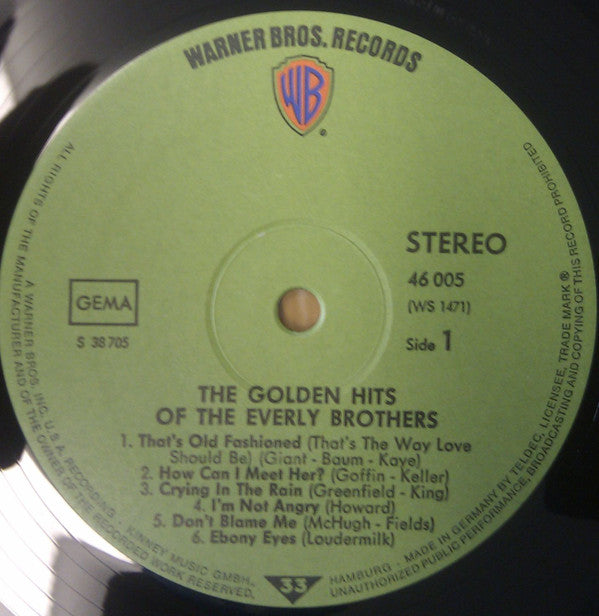 WARNER BROS. RECORDS
WB
®
STEREO
46 005
(WS 1471)
Side 1
GEMA
S 38 705
THE GOLDEN HITS
OF THE EVERLY BROTHERS
1. That's Old Fashioned (That's The Way Love
Should Be) (Giant - Baum - Kaye)
2. How Can I Meet Her? (Goffin - Keller)
3. Crying In The Rain (Greenfield - King)
4. I'm Not Angry (Howard)
5. Don't Blame Me (McHugh - Fields)
6. Ebony Eyes (Loudermilk)
33
ALL RIGHTS OF THE MANUFACTURER AND OF THE OWNER OF THE RECORDED WORK RESERVED.
A WARNER BROS. INC. U.S.A. RECORDING · KINNEY MUSIC GMBH.
HAMBURG · MADE IN GERMANY BY TELDEC, LICENSEE, TRADE MARK ®
UNAUTHORIZED PUBLIC PERFORMANCE, BROADCASTING AND COPYING OF THIS RECORD PROHIBITED